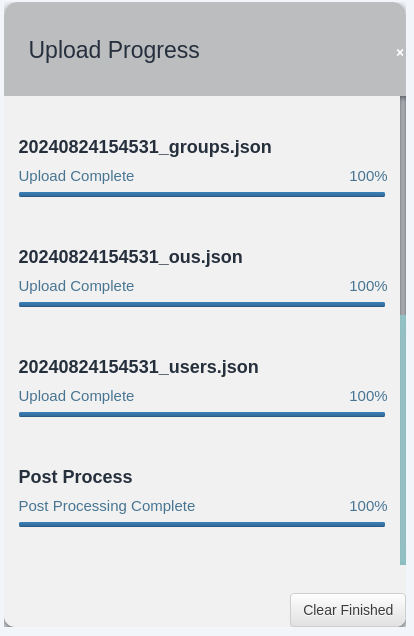 Upload Progress
×
20240824154531_groups.json
Upload Complete 100%
20240824154531_ous.json
Upload Complete 100%
20240824154531_users.json
Upload Complete 100%
Post Process
Post Processing Complete 100%
Clear Finished